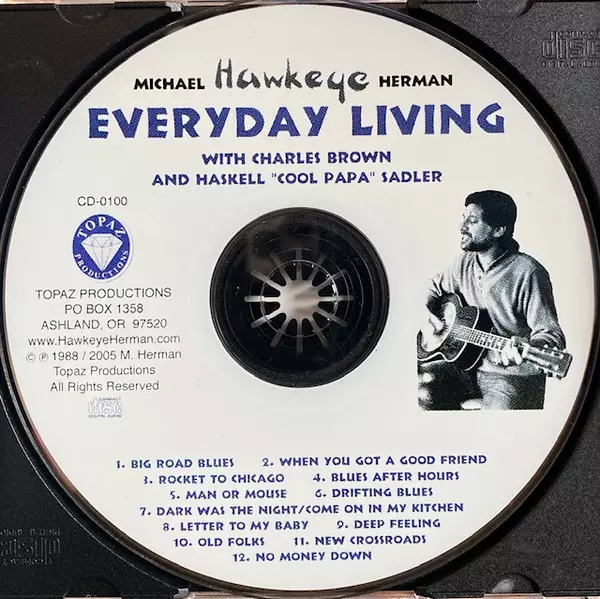 MICHAEL Hawkeye HERMAN
EVERYDAY LIVING
WITH CHARLES BROWN
AND HASKELL "COOL PAPA" SADLER
CD-0100
TOPAZ
PRODUCTIONS
TOPAZ PRODUCTIONS
PO BOX 1358
ASHLAND, OR 97520
www.HawkeyeHerman.com
© ℗ 1988 / 2005 M. Herman
Topaz Productions
All Rights Reserved
COMPACT
disc
DIGITAL AUDIO
1. BIG ROAD BLUES 2. WHEN YOU GOT A GOOD FRIEND
3. ROCKET TO CHICAGO 4. BLUES AFTER HOURS
5. MAN OR MOUSE 6. DRIFTING BLUES
7. DARK WAS THE NIGHT/COME ON IN MY KITCHEN
8. LETTER TO MY BABY 9. DEEP FEELING
10. OLD FOLKS 11. NEW CROSSROADS
12. NO MONEY DOWN